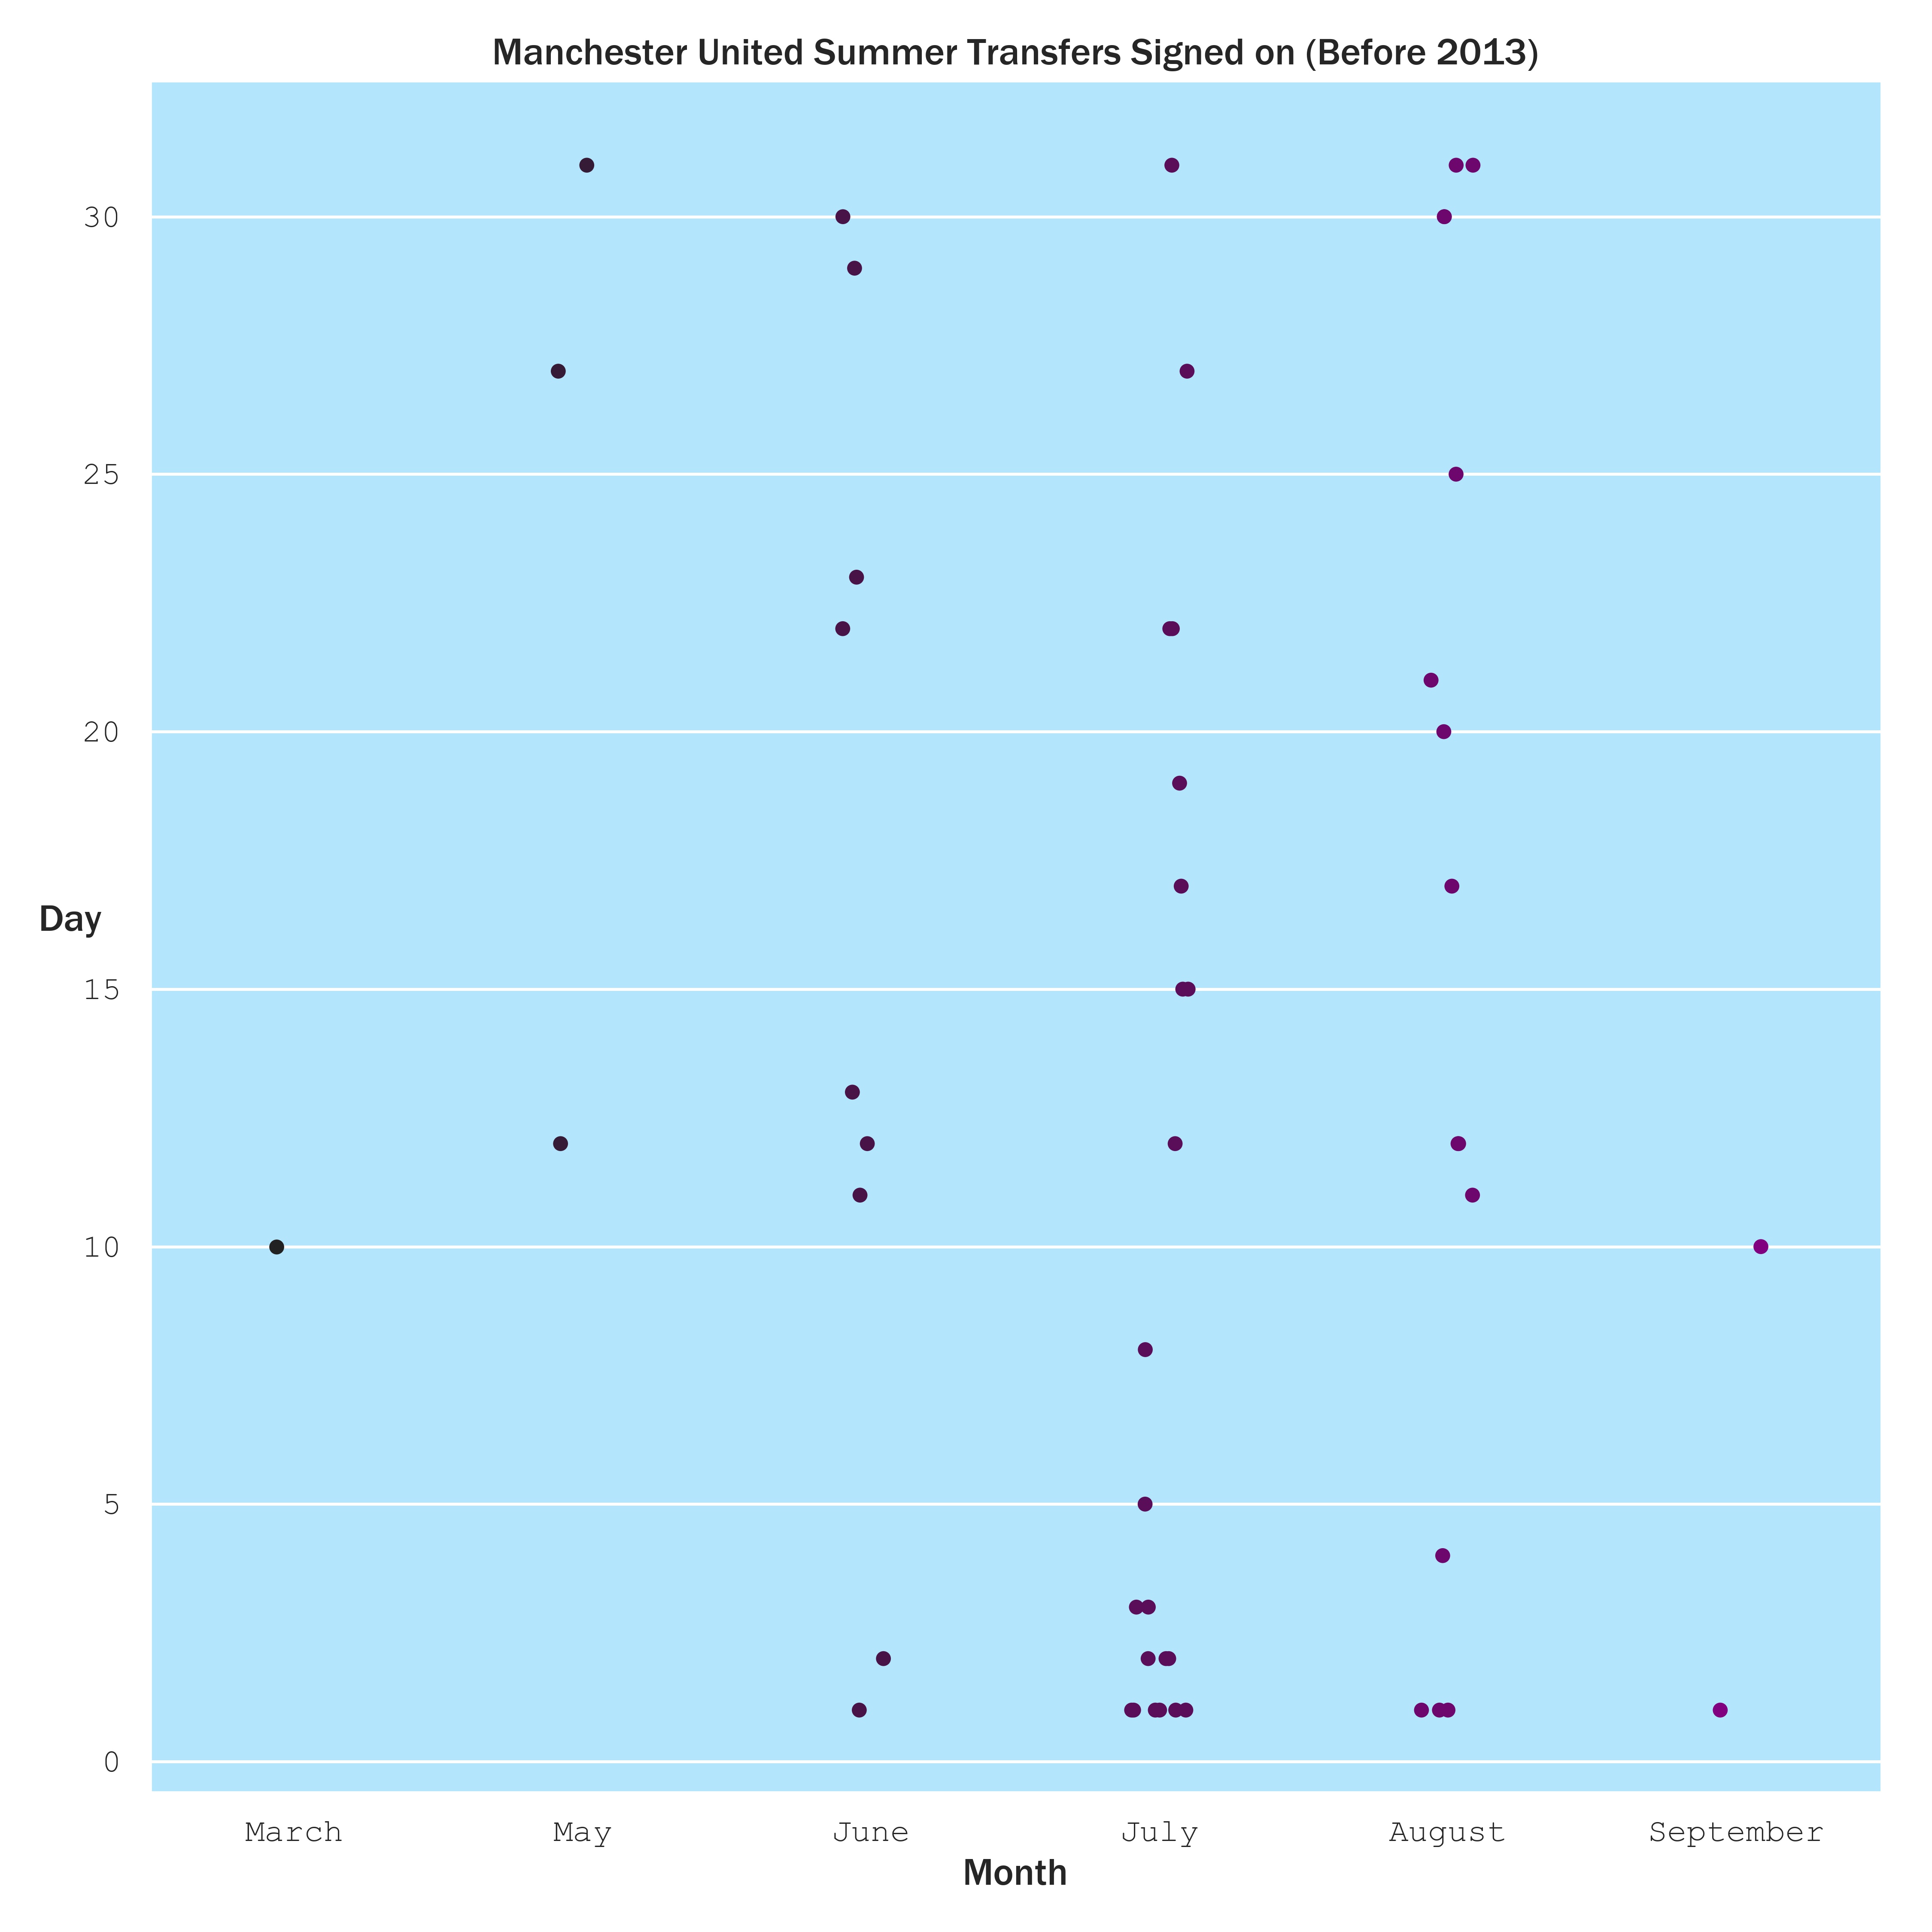 Manchester United Summer Transfers Signed on (Before 2013)
30
25
20
Day
15
10
5
0
March May June July August September
Month